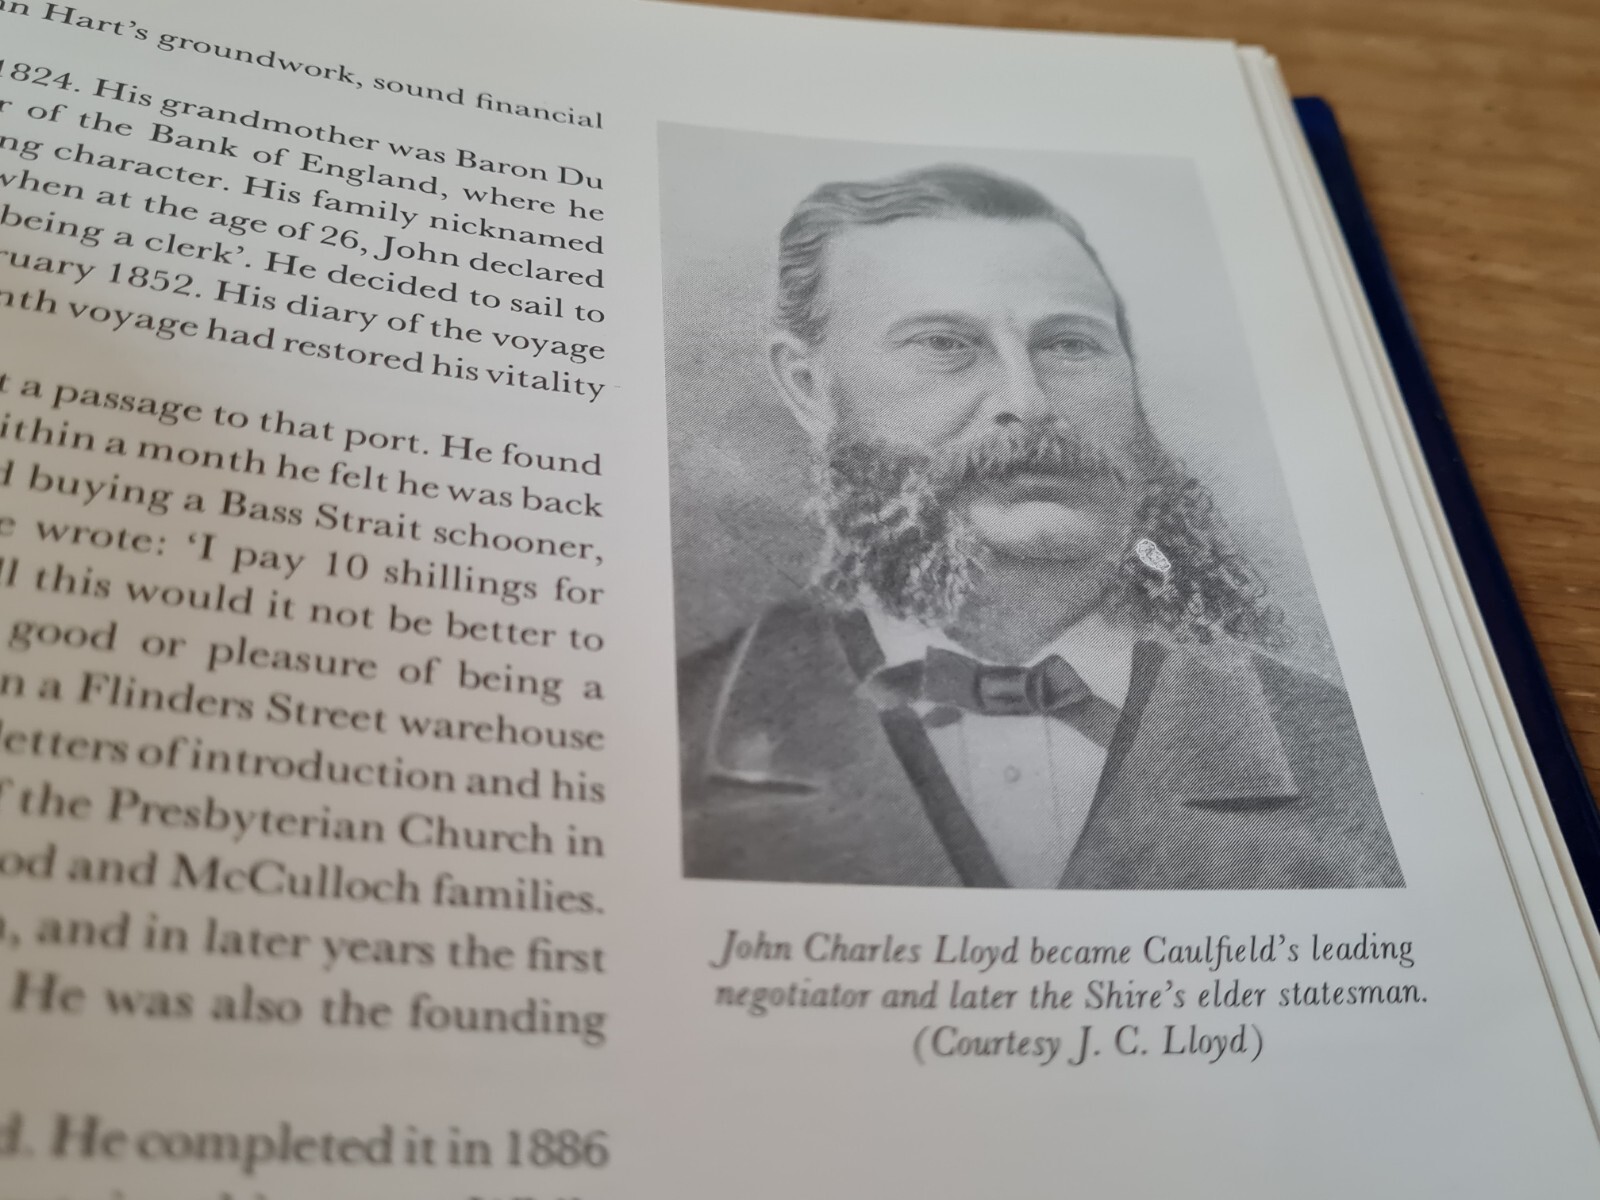 Hart's groundwork, sound financial
1824. His grandmother was Baron Du
of the Bank of England, where he
character. His family nicknamed
when at the age of 26, John declared
being a clerk'. He decided to sail to
1852. His diary of the voyage
voyage had restored his vitality
a passage to that port. He found
within a month he felt he was back
buying a Bass Strait schooner,
wrote: 'I pay 10 shillings for
this would it not be better to
good or pleasure of being a
a Flinders Street warehouse
letters of introduction and his
the Presbyterian Church in
and McCulloch families.
and in later years the first
He was also the founding
He completed it in 1886
John Charles Lloyd became Caulfield's leading
negotiator and later the Shire's elder statesman.
(Courtesy J. C. Lloyd)